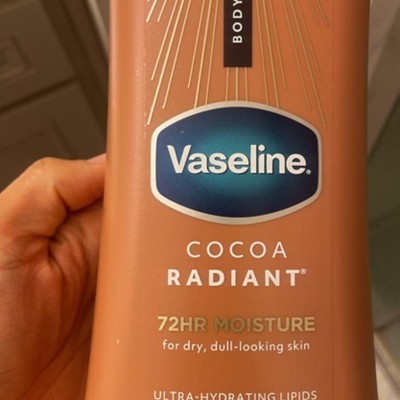 BODY
Vaseline®
COCOA
RADIANT®
72HR MOISTURE
for dry, dull-looking skin
ULTRA-HYDRATING LIPIDS